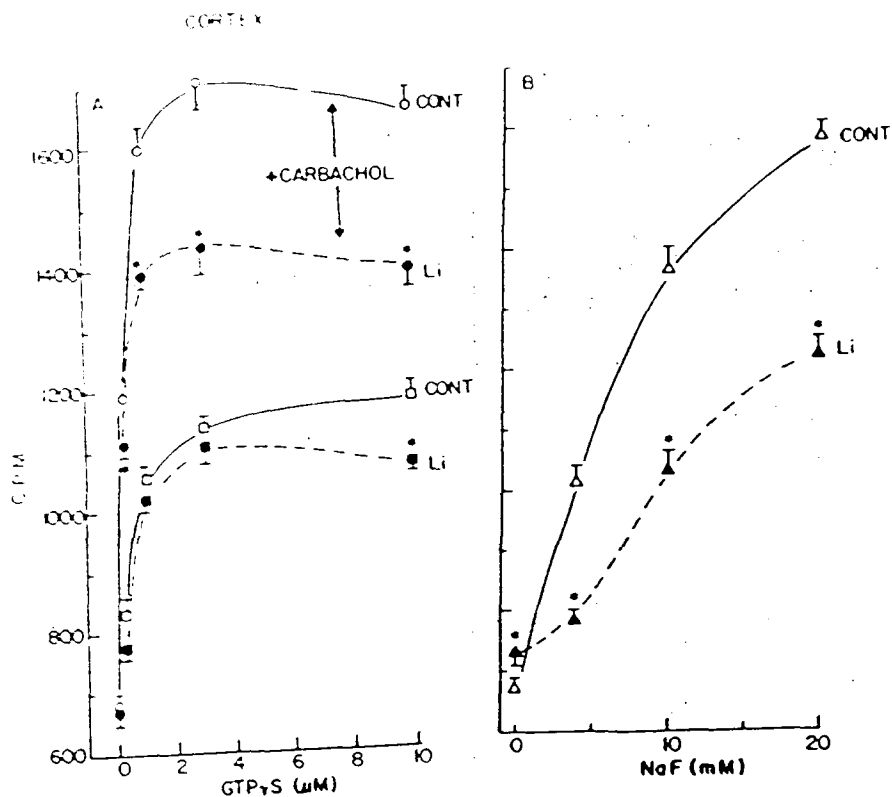 CORTEX
A
CONT
+CARBACHOL
Li
CONT
Li
C.P.M.
1600
1400
1200
1000
800
600
0 2 4 6 8 10
GTPγS (μM)
B
CONT
Li
0 10 20
NaF (mM)